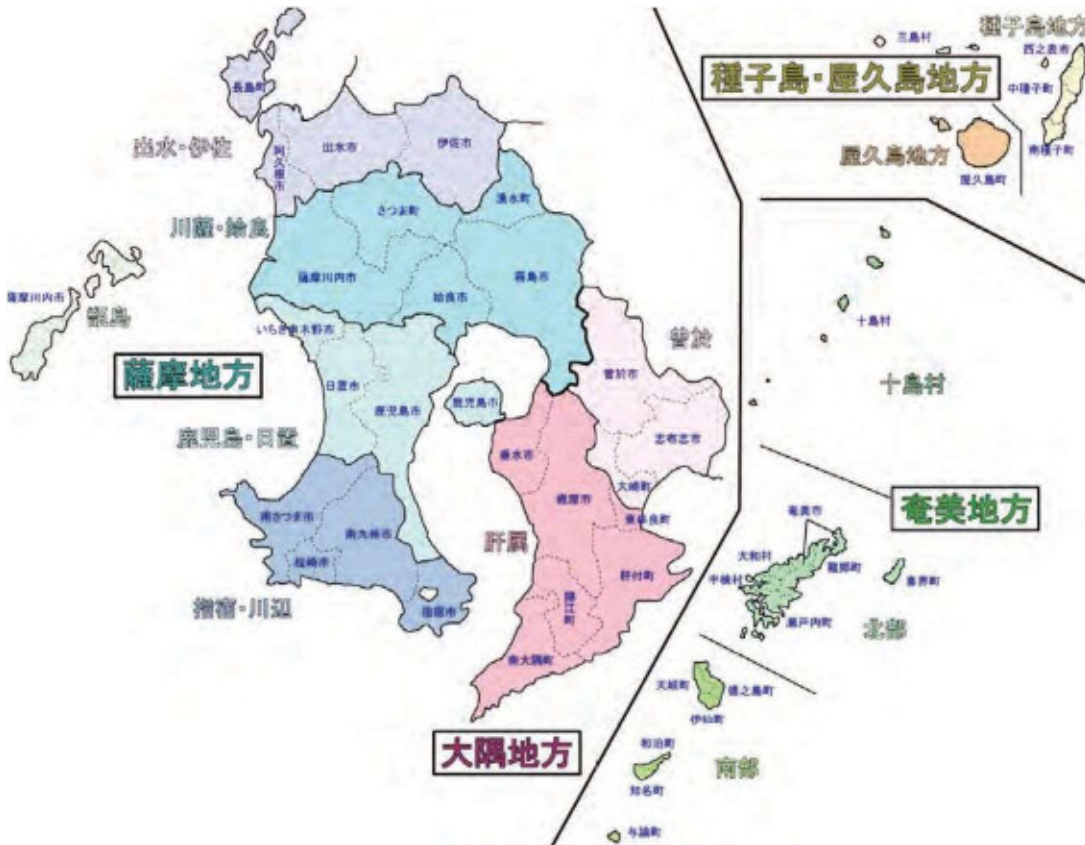 長島町
出水・伊佐
阿久根市
出水市
伊佐市
湧水町
さつま町
川薩・姶良
薩摩川内市
姶良市
霧島市
薩摩川内市
甑島
いちき串木野市
薩摩地方
日置市
鹿児島市
鹿児島市
鹿児島・日置
曽於
曽於市
志布志市
大崎町
東串良町
垂水市
鹿屋市
肝属
肝付町
錦江町
南大隅町
大隅地方
南さつま市
南九州市
枕崎市
指宿市
指宿・川辺
三島村
種子島地方
西之表市
種子島・屋久島地方
中種子町
南種子町
屋久島地方
屋久島町
十島村
十島村
奄美地方
奄美市
大和村
龍郷町
宇検村
喜界町
瀬戸内町
北部
天城町
徳之島町
伊仙町
和泊町
知名町
南部
与論町